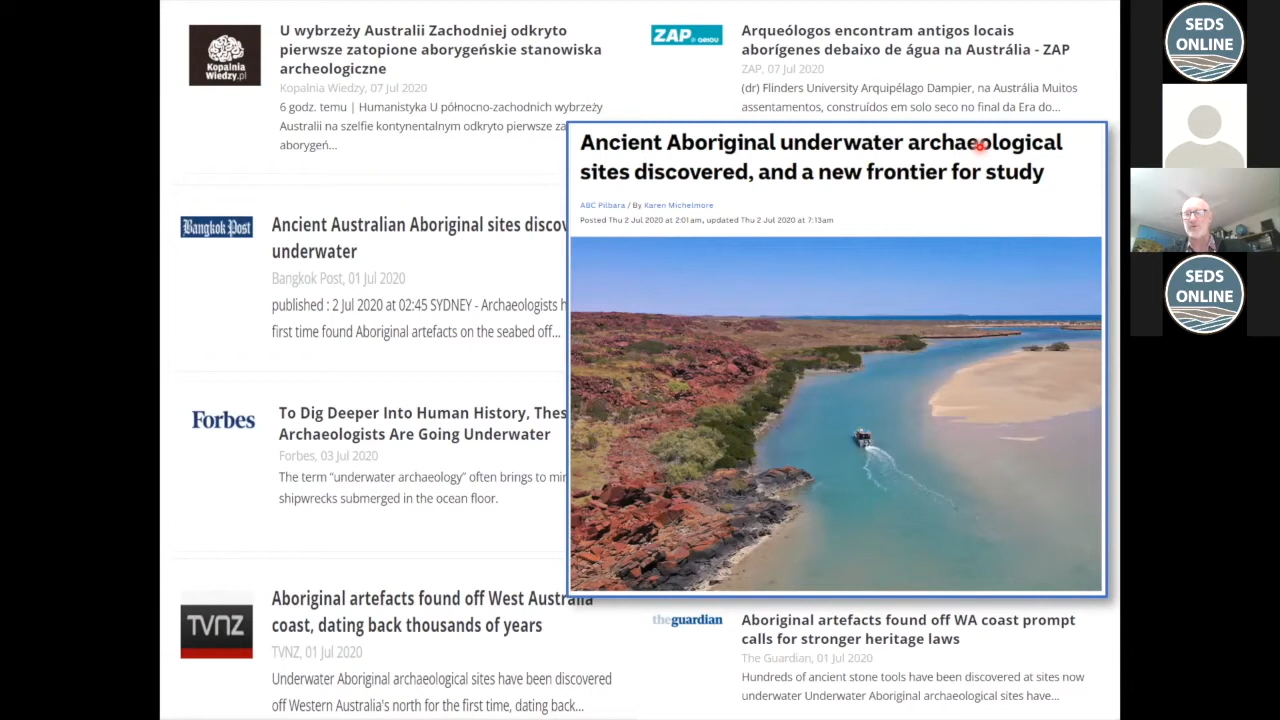 Kopalnia
Wiedzy.pl
U wybrzeży Australii Zachodniej odkryto
pierwsze zatopione aborygeńskie stanowiska
archeologiczne
Kopalnia Wiedzy, 07 Jul 2020
6 godz. temu | Humanistyka U północno-zachodnich wybrzeży
Australii na szelfie kontynentalnym odkryto pierwsze za
aborygeń...
ZAP
Arqueólogos encontram antigos locais
aborígenes debaixo de água na Austrália - ZAP
ZAP, 07 Jul 2020
(dr) Flinders University Arquipélago Dampier, na Austrália Muitos
assentamentos, construídos em solo seco no final da Era do...
Ancient Aboriginal underwater archaeological
sites discovered, and a new frontier for study
ABC Pilbara / By Karen Michelmore
Posted Thu 2 Jul 2020 at 2:01am, updated Thu 2 Jul 2020 at 7:13am
Bangkok Post
Ancient Australian Aboriginal sites discov
underwater
Bangkok Post, 01 Jul 2020
published : 2 Jul 2020 at 02:45 SYDNEY - Archaeologists h
first time found Aboriginal artefacts on the seabed off...
Forbes
To Dig Deeper Into Human History, Thes
Archaeologists Are Going Underwater
Forbes, 03 Jul 2020
The term “underwater archaeology” often brings to mi
shipwrecks submerged in the ocean floor.
TVNZ
Aboriginal artefacts found off West Australia
coast, dating back thousands of years
TVNZ, 01 Jul 2020
Underwater Aboriginal archaeological sites have been discovered
off Western Australia's north for the first time, dating back...
theguardian
Aboriginal artefacts found off WA coast prompt
calls for stronger heritage laws
The Guardian, 01 Jul 2020
Hundreds of ancient stone tools have been discovered at sites now
underwater Underwater Aboriginal archaeological sites have...
SEDS
ONLINE
SEDS
ONLINE